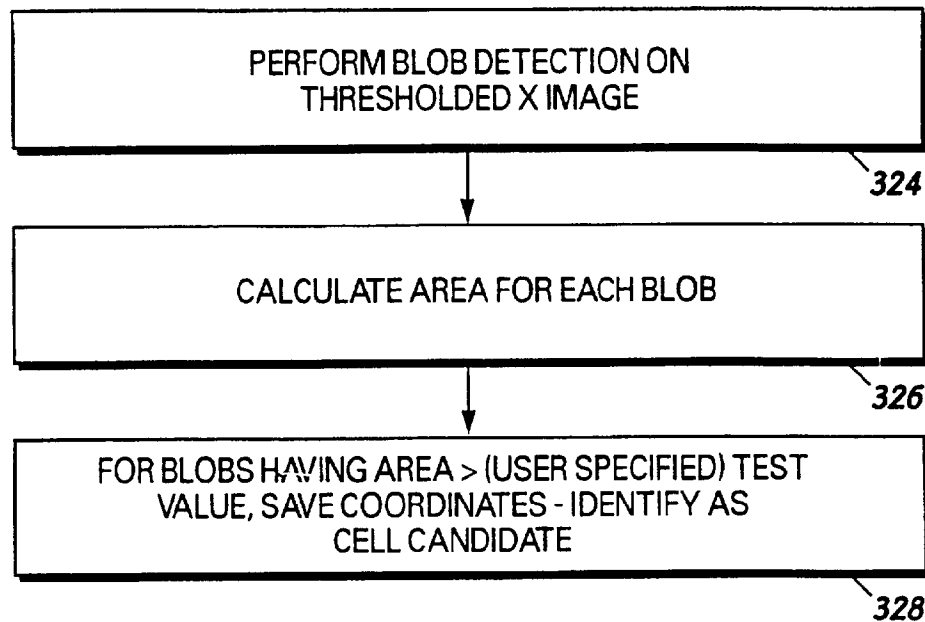 PERFORM BLOB DETECTION ON
THRESHOLDED X IMAGE
324
CALCULATE AREA FOR EACH BLOB
326
FOR BLOBS HAVING AREA > (USER SPECIFIED) TEST
VALUE, SAVE COORDINATES - IDENTIFY AS
CELL CANDIDATE
328